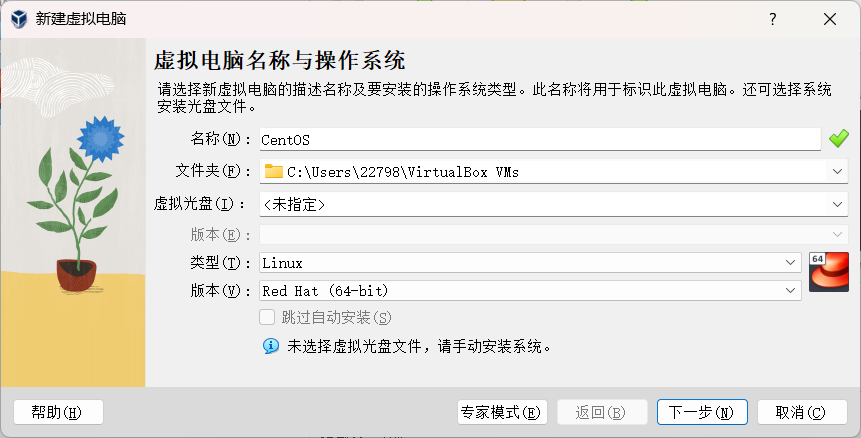 新建虚拟电脑
?
虚拟电脑名称与操作系统
请选择新虚拟电脑的描述名称及要安装的操作系统类型。此名称将用于标识此虚拟电脑。还可选择系统
安装光盘文件。
名称(N)： CentOS
文件夹(F)： C:\Users\22798\VirtualBox VMs
虚拟光盘(I)： <未指定>
版本(E)：
类型(T)： Linux
64
版本(V)： Red Hat (64-bit)
跳过自动安装(S)
未选择虚拟光盘文件，请手动安装系统。
帮助(H) 专家模式(E) 返回(B) 下一步(N) 取消(C)